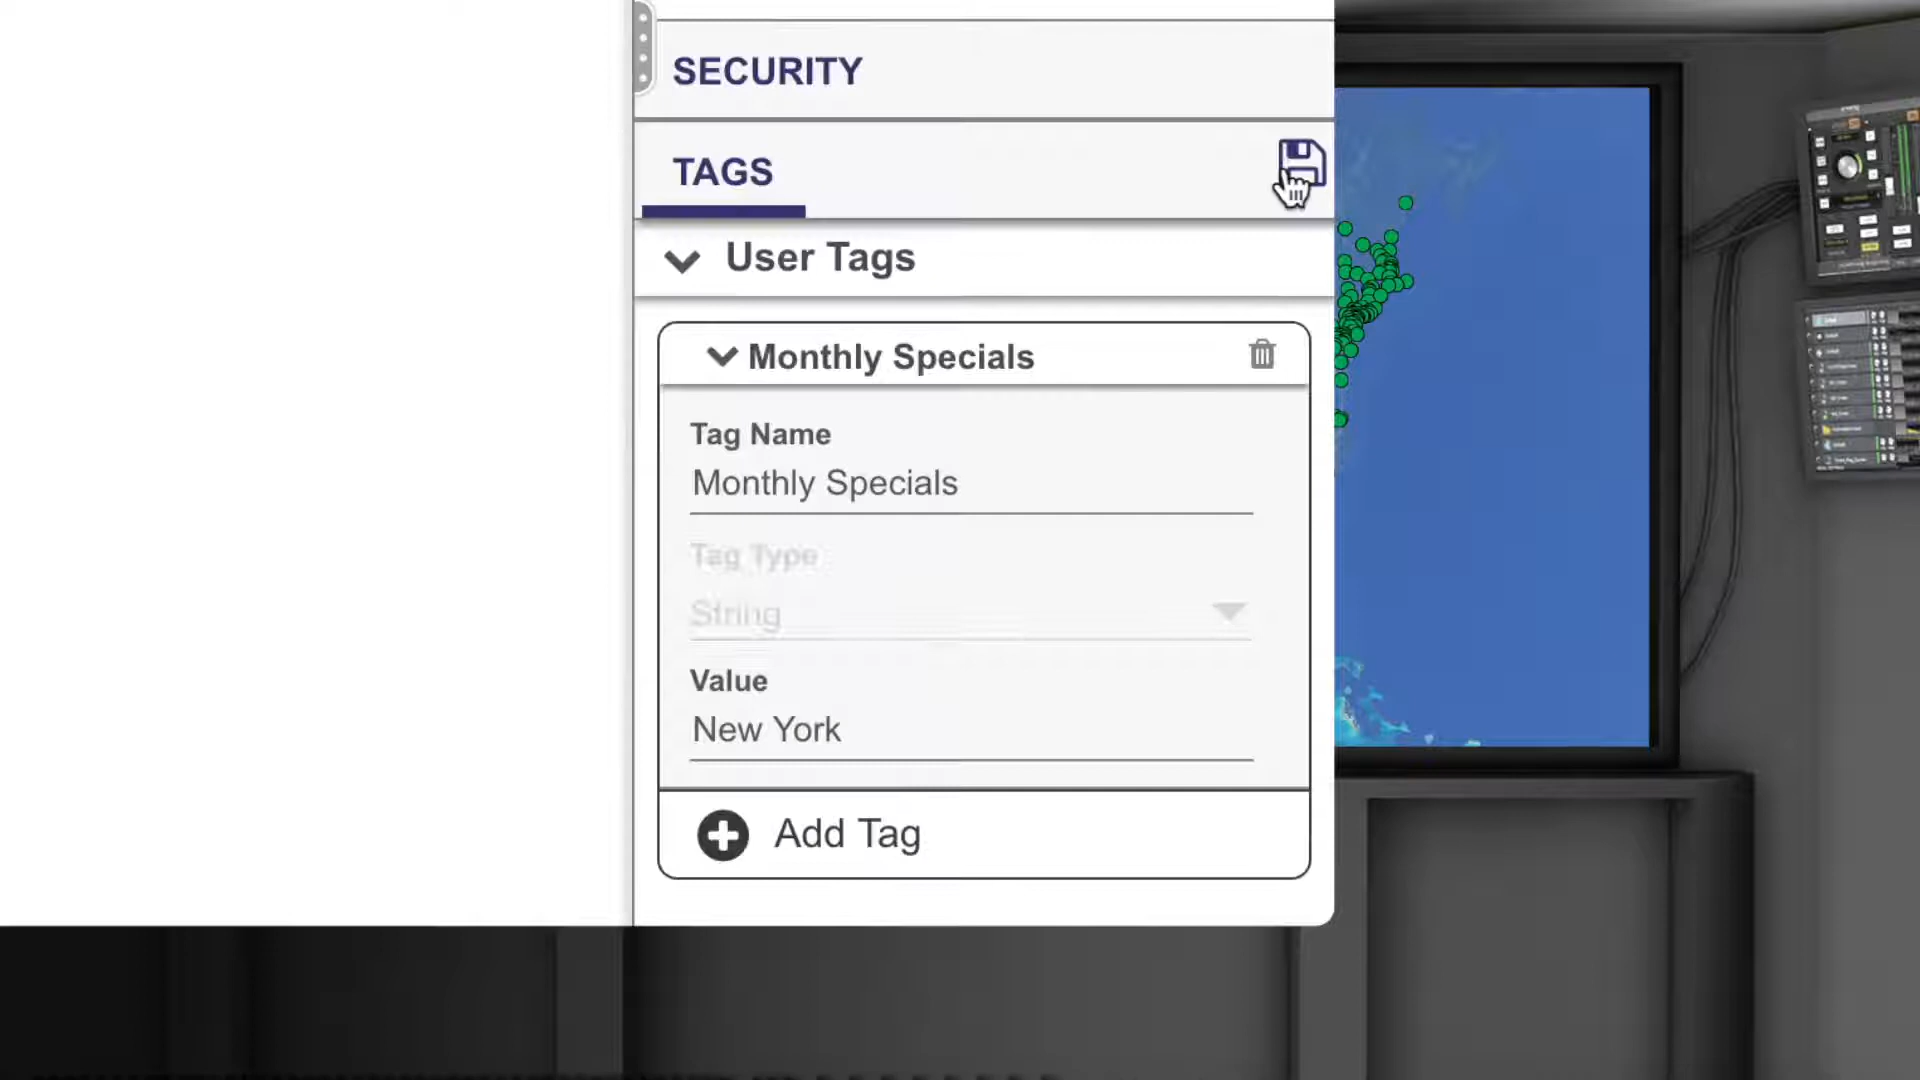 SECURITY
TAGS
User Tags
Monthly Specials
Tag Name
Monthly Specials
Tag Type
String
Value
New York
Add Tag